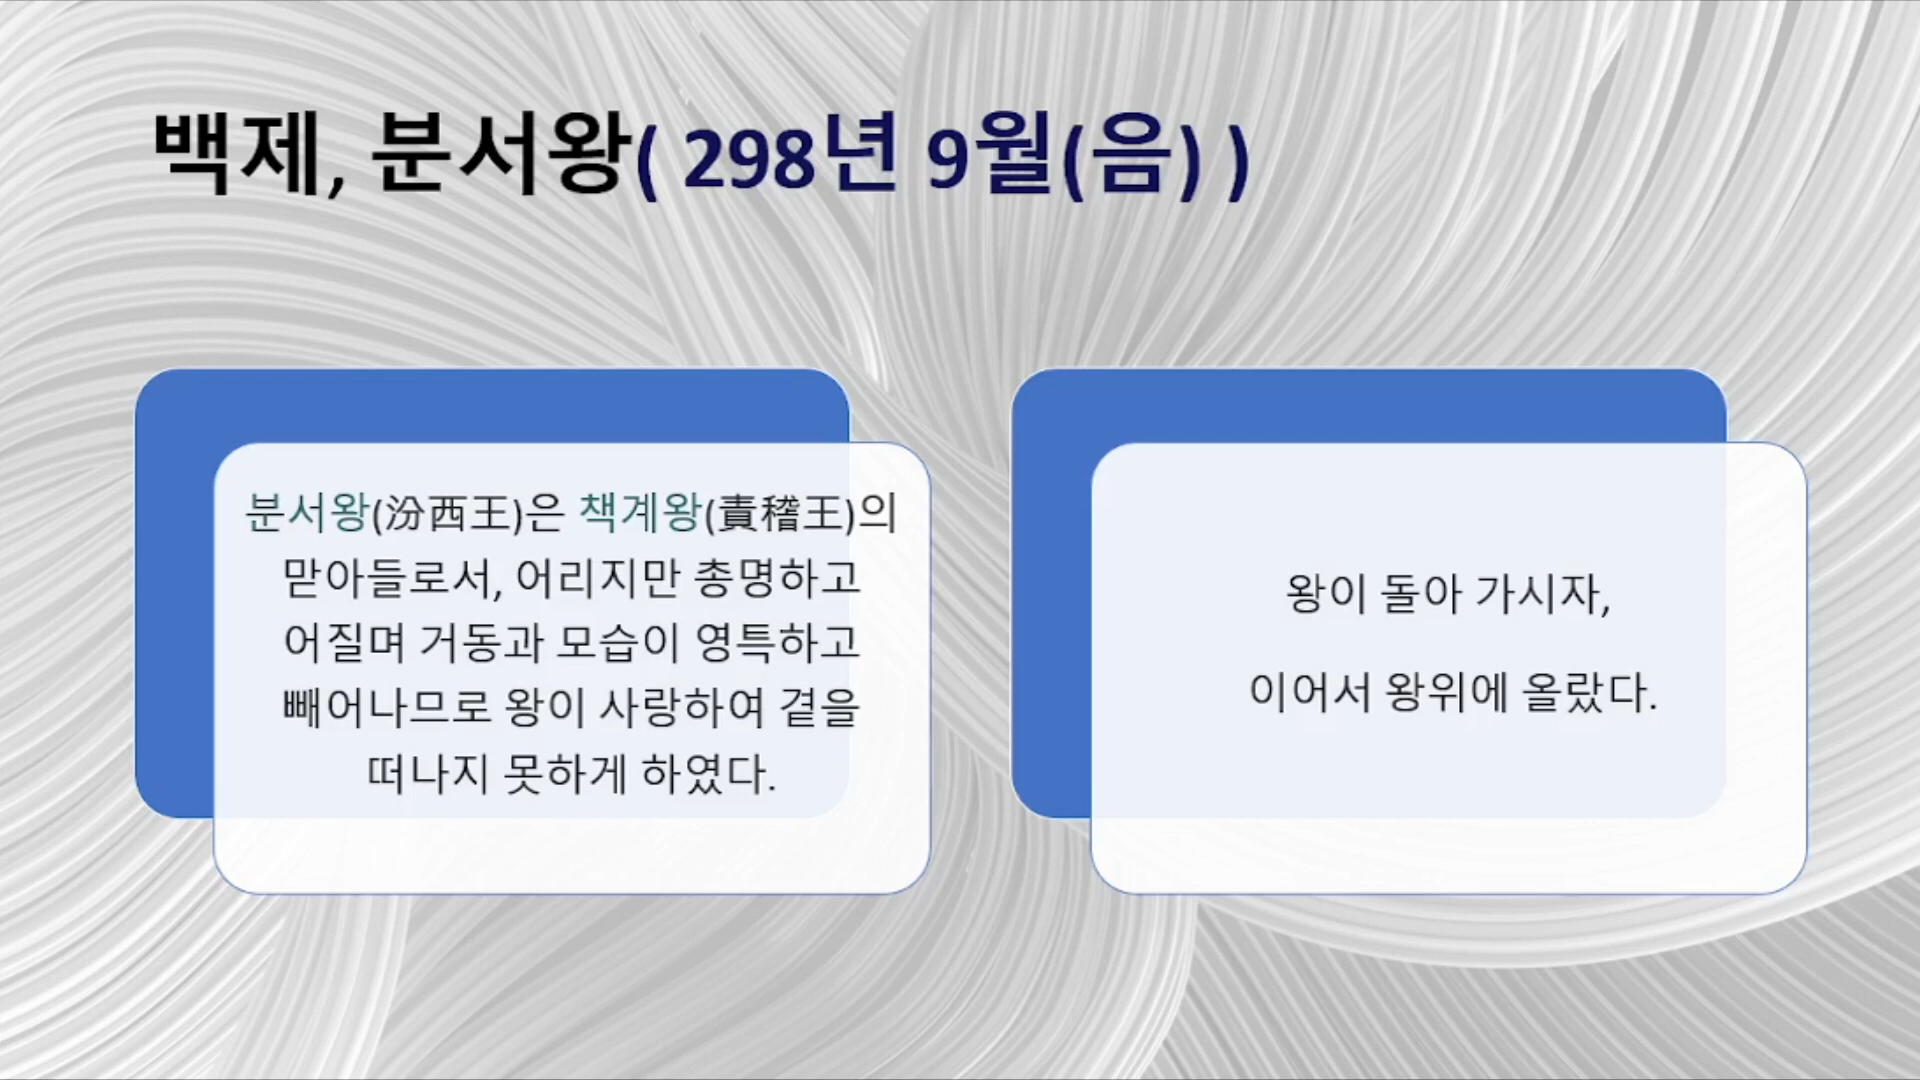 백제, 분서왕( 298년 9월(음) )
분서왕(汾西王)은 책계왕(責稽王)의
맏아들로서, 어리지만 총명하고
어질며 거동과 모습이 영특하고
빼어나므로 왕이 사랑하여 곁을
떠나지 못하게 하였다.
왕이 돌아 가시자,
이어서 왕위에 올랐다.